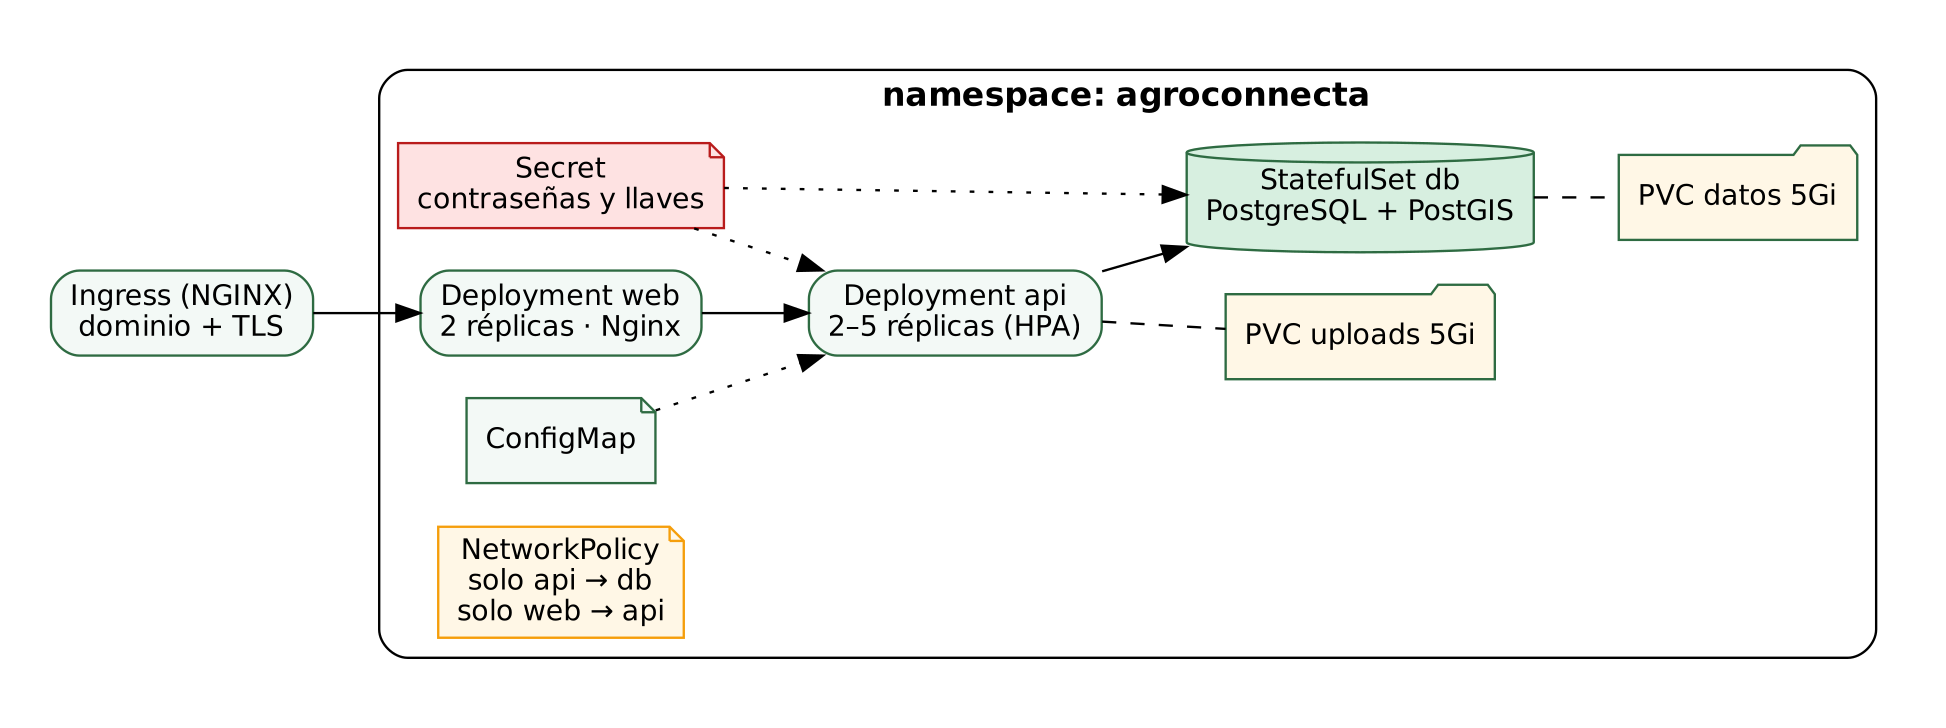 namespace: agroconnecta
Secret
contraseñas y llaves
StatefulSet db
PostgreSQL + PostGIS
PVC datos 5Gi
Ingress (NGINX)
dominio + TLS
Deployment web
2 réplicas · Nginx
Deployment api
2–5 réplicas (HPA)
PVC uploads 5Gi
ConfigMap
NetworkPolicy
solo api → db
solo web → api